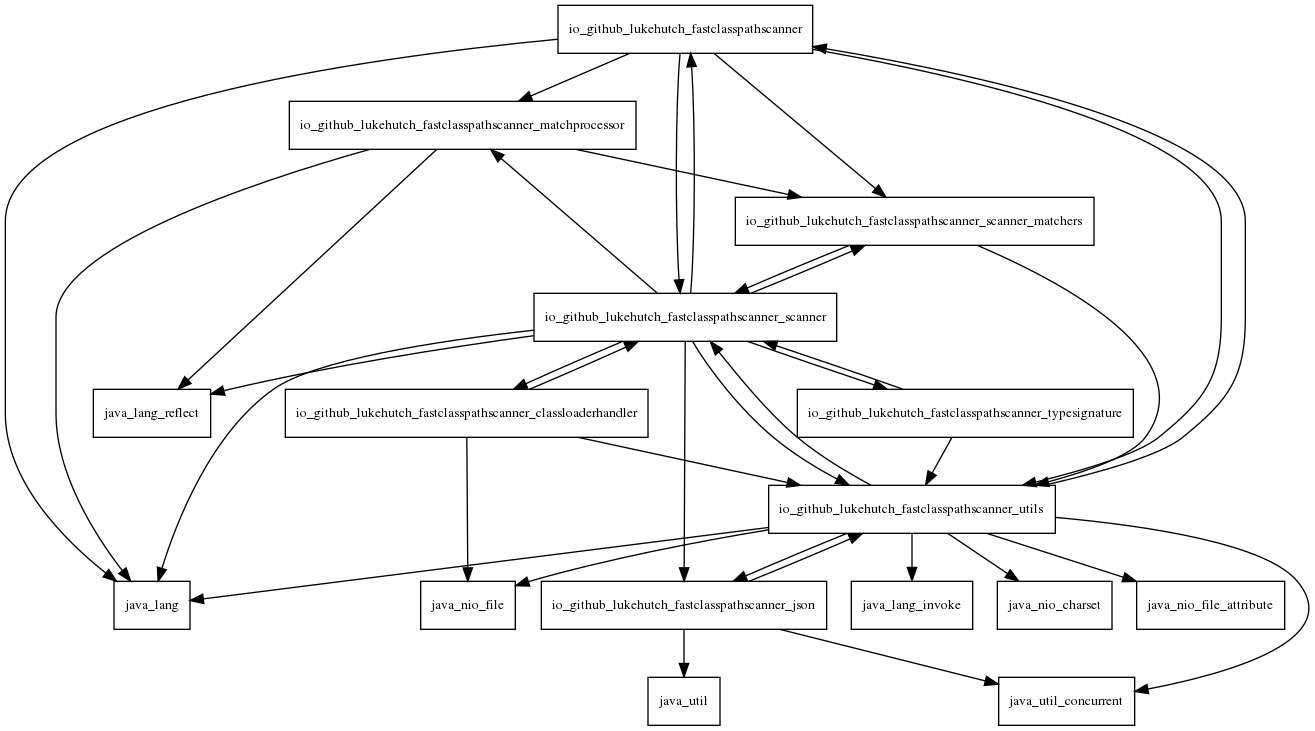 io_github_lukehutch_fastclasspathscanner
io_github_lukehutch_fastclasspathscanner_matchprocessor
io_github_lukehutch_fastclasspathscanner_scanner_matchers
io_github_lukehutch_fastclasspathscanner_scanner
java_lang_reflect
io_github_lukehutch_fastclasspathscanner_classloaderhandler
io_github_lukehutch_fastclasspathscanner_typesignature
io_github_lukehutch_fastclasspathscanner_utils
java_lang
java_nio_file
io_github_lukehutch_fastclasspathscanner_json
java_lang_invoke
java_nio_charset
java_nio_file_attribute
java_util
java_util_concurrent